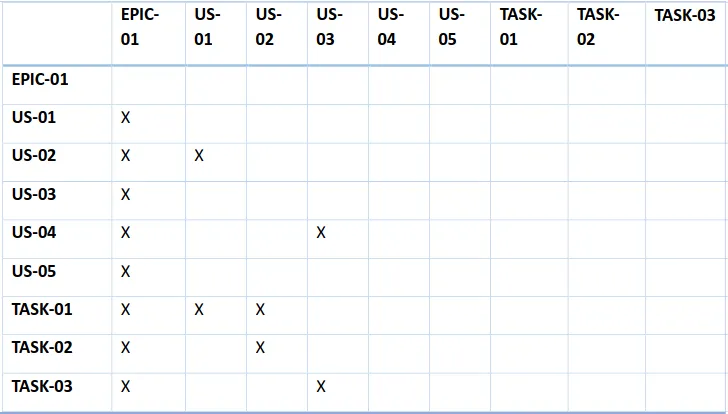 EPIC-01 US-01 US-02 US-03 US-04 US-05 TASK-01 TASK-02 TASK-03
EPIC-01
US-01 X
US-02 X X
US-03 X
US-04 X X
US-05 X
TASK-01 X X X
TASK-02 X X
TASK-03 X X